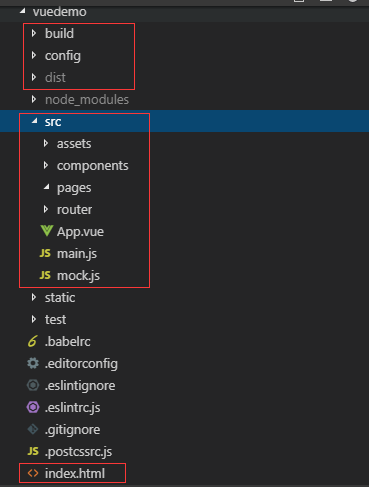 vuedemo
build
config
dist
node_modules
src
assets
components
pages
router
App.vue
JS main.js
JS mock.js
static
test
.babelrc
.editorconfig
.eslintignore
.eslintrc.js
.gitignore
JS .postcssrc.js
<> index.html